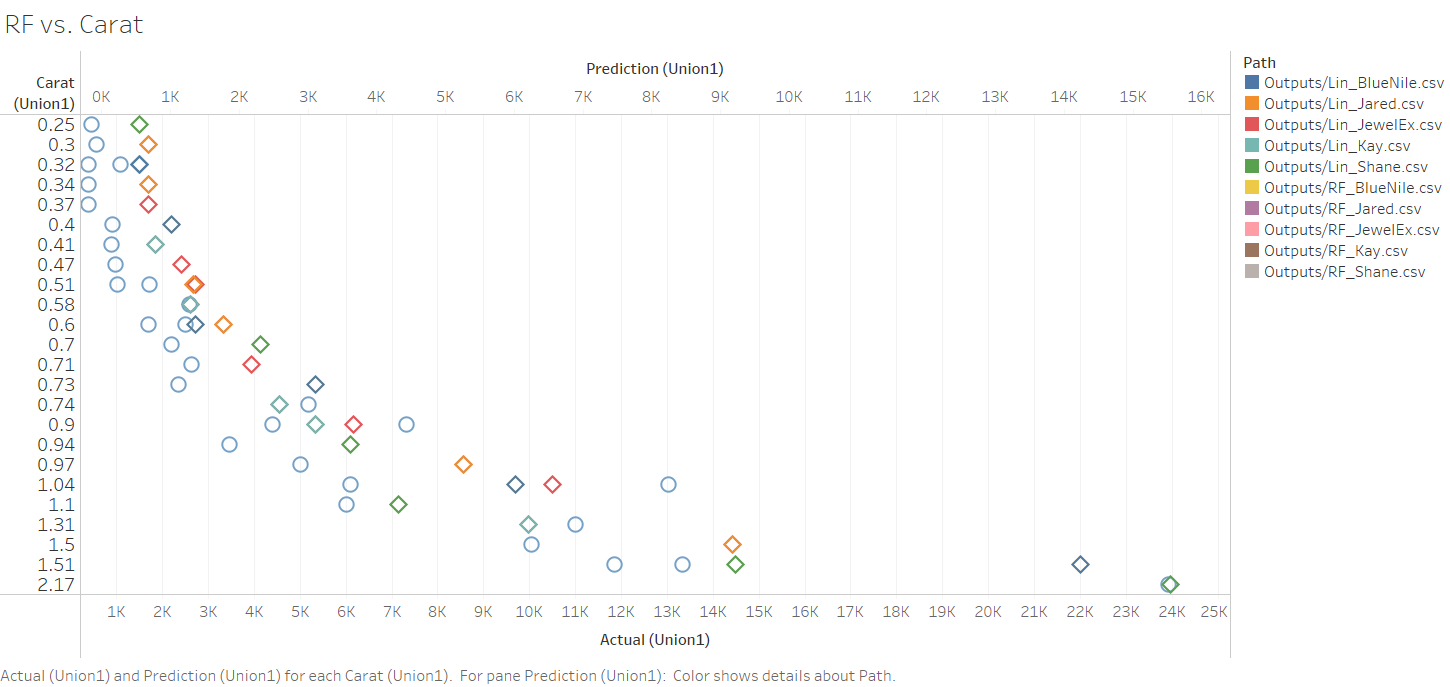 RF vs. Carat
Prediction (Union1)
Carat
(Union1)
0K 1K 2K 3K 4K 5K 6K 7K 8K 9K 10K 11K 12K 13K 14K 15K 16K
0.25
0.3
0.32
0.34
0.37
0.4
0.41
0.47
0.51
0.58
0.6
0.7
0.71
0.73
0.74
0.9
0.94
0.97
1.04
1.1
1.31
1.5
1.51
2.17
1K 2K 3K 4K 5K 6K 7K 8K 9K 10K 11K 12K 13K 14K 15K 16K 17K 18K 19K 20K 21K 22K 23K 24K 25K
Actual (Union1)
Path
Outputs/Lin_BlueNile.csv
Outputs/Lin_Jared.csv
Outputs/Lin_JewelEx.csv
Outputs/Lin_Kay.csv
Outputs/Lin_Shane.csv
Outputs/RF_BlueNile.csv
Outputs/RF_Jared.csv
Outputs/RF_JewelEx.csv
Outputs/RF_Kay.csv
Outputs/RF_Shane.csv
Actual (Union1) and Prediction (Union1) for each Carat (Union1). For pane Prediction (Union1): Color shows details about Path.